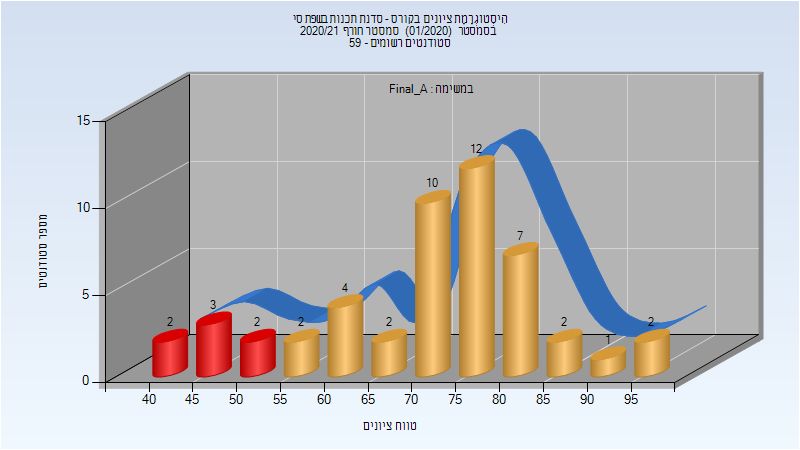 היסטוגרמת ציונים בקורס - סדנת תכנות בשפת סי
בסמסטר (01/2020) סמסטר חורף 2020/21
סטודנטים רשומים - 59
במשימה : Final_A
מספר סטודנטים
15
10
5
0
2
3
2
2
4
2
10
12
7
2
1
2
40 45 50 55 60 65 70 75 80 85 90 95
טווח ציונים